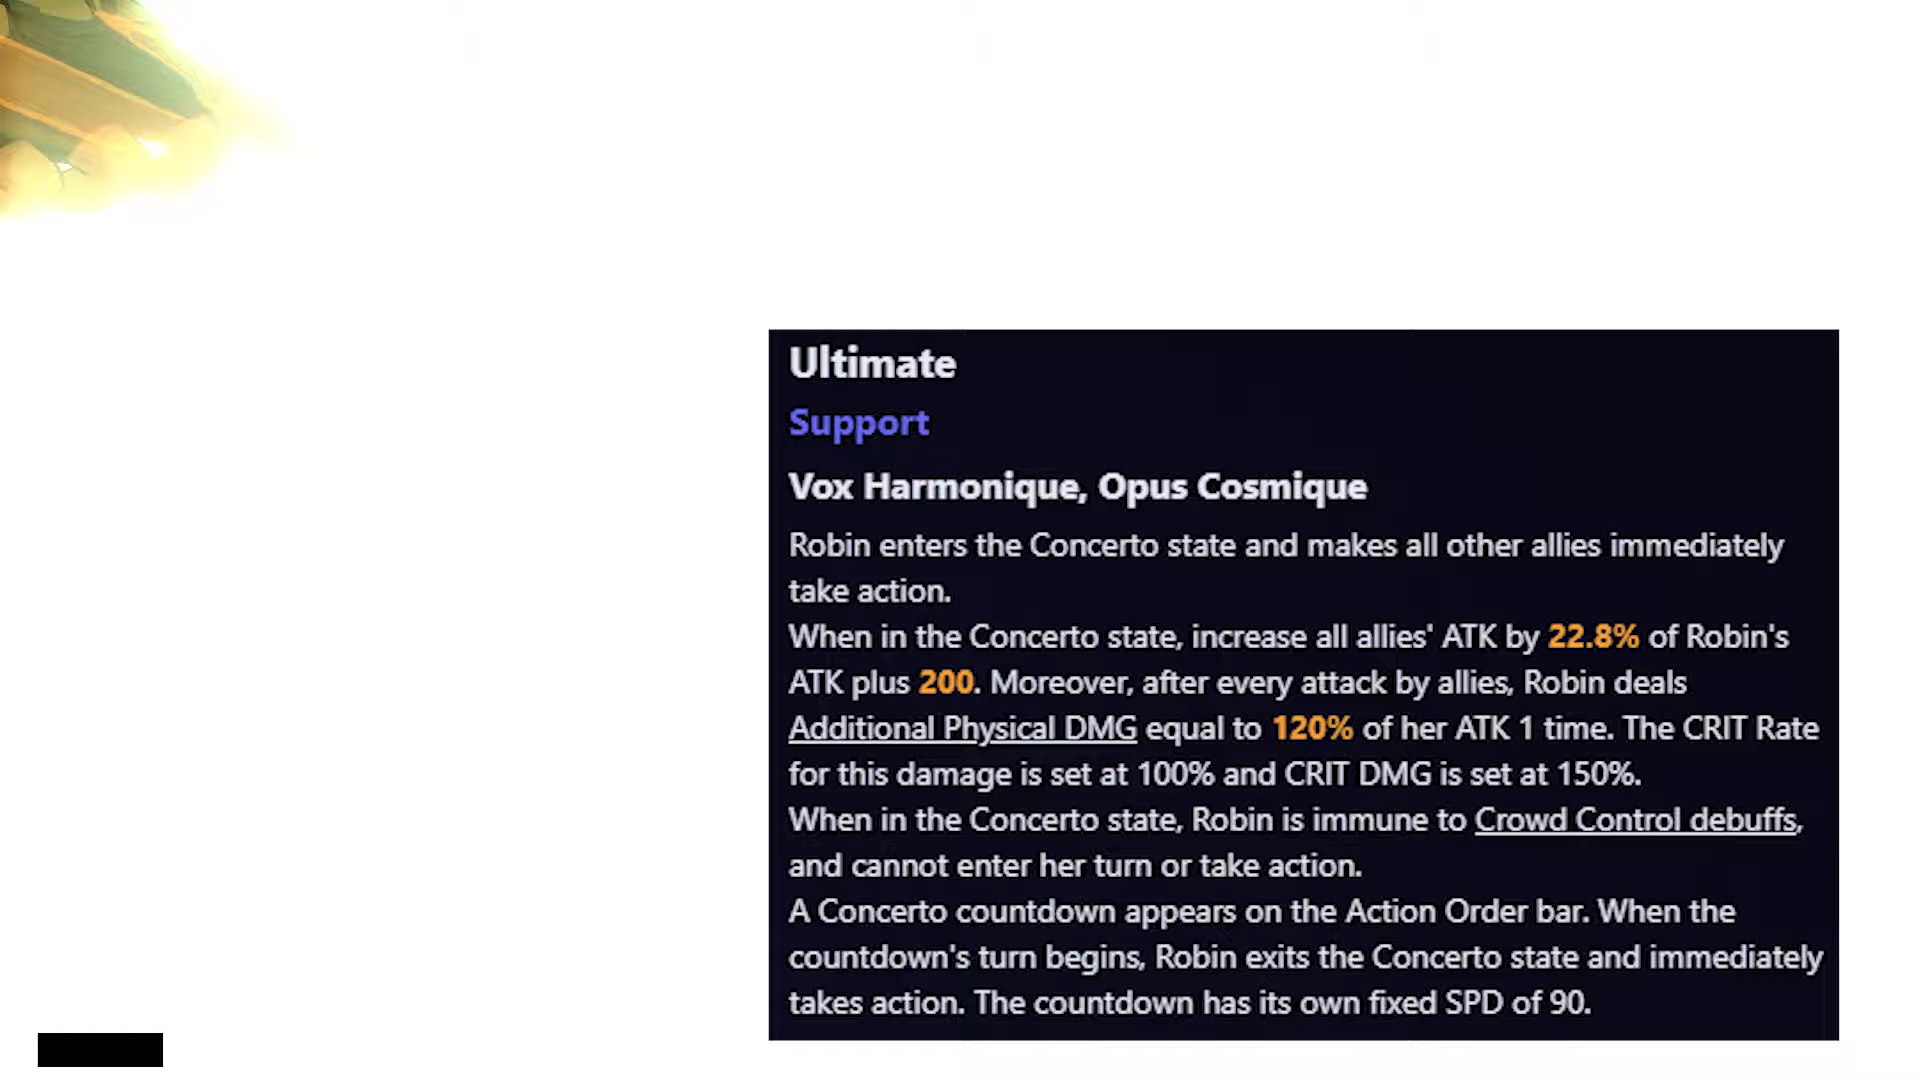 Ultimate
Support
Vox Harmonique, Opus Cosmique
Robin enters the Concerto state and makes all other allies immediately
take action.
When in the Concerto state, increase all allies' ATK by 22.8% of Robin's
ATK plus 200. Moreover, after every attack by allies, Robin deals
Additional Physical DMG equal to 120% of her ATK 1 time. The CRIT Rate
for this damage is set at 100% and CRIT DMG is set at 150%.
When in the Concerto state, Robin is immune to Crowd Control debuffs,
and cannot enter her turn or take action.
A Concerto countdown appears on the Action Order bar. When the
countdown's turn begins, Robin exits the Concerto state and immediately
takes action. The countdown has its own fixed SPD of 90.